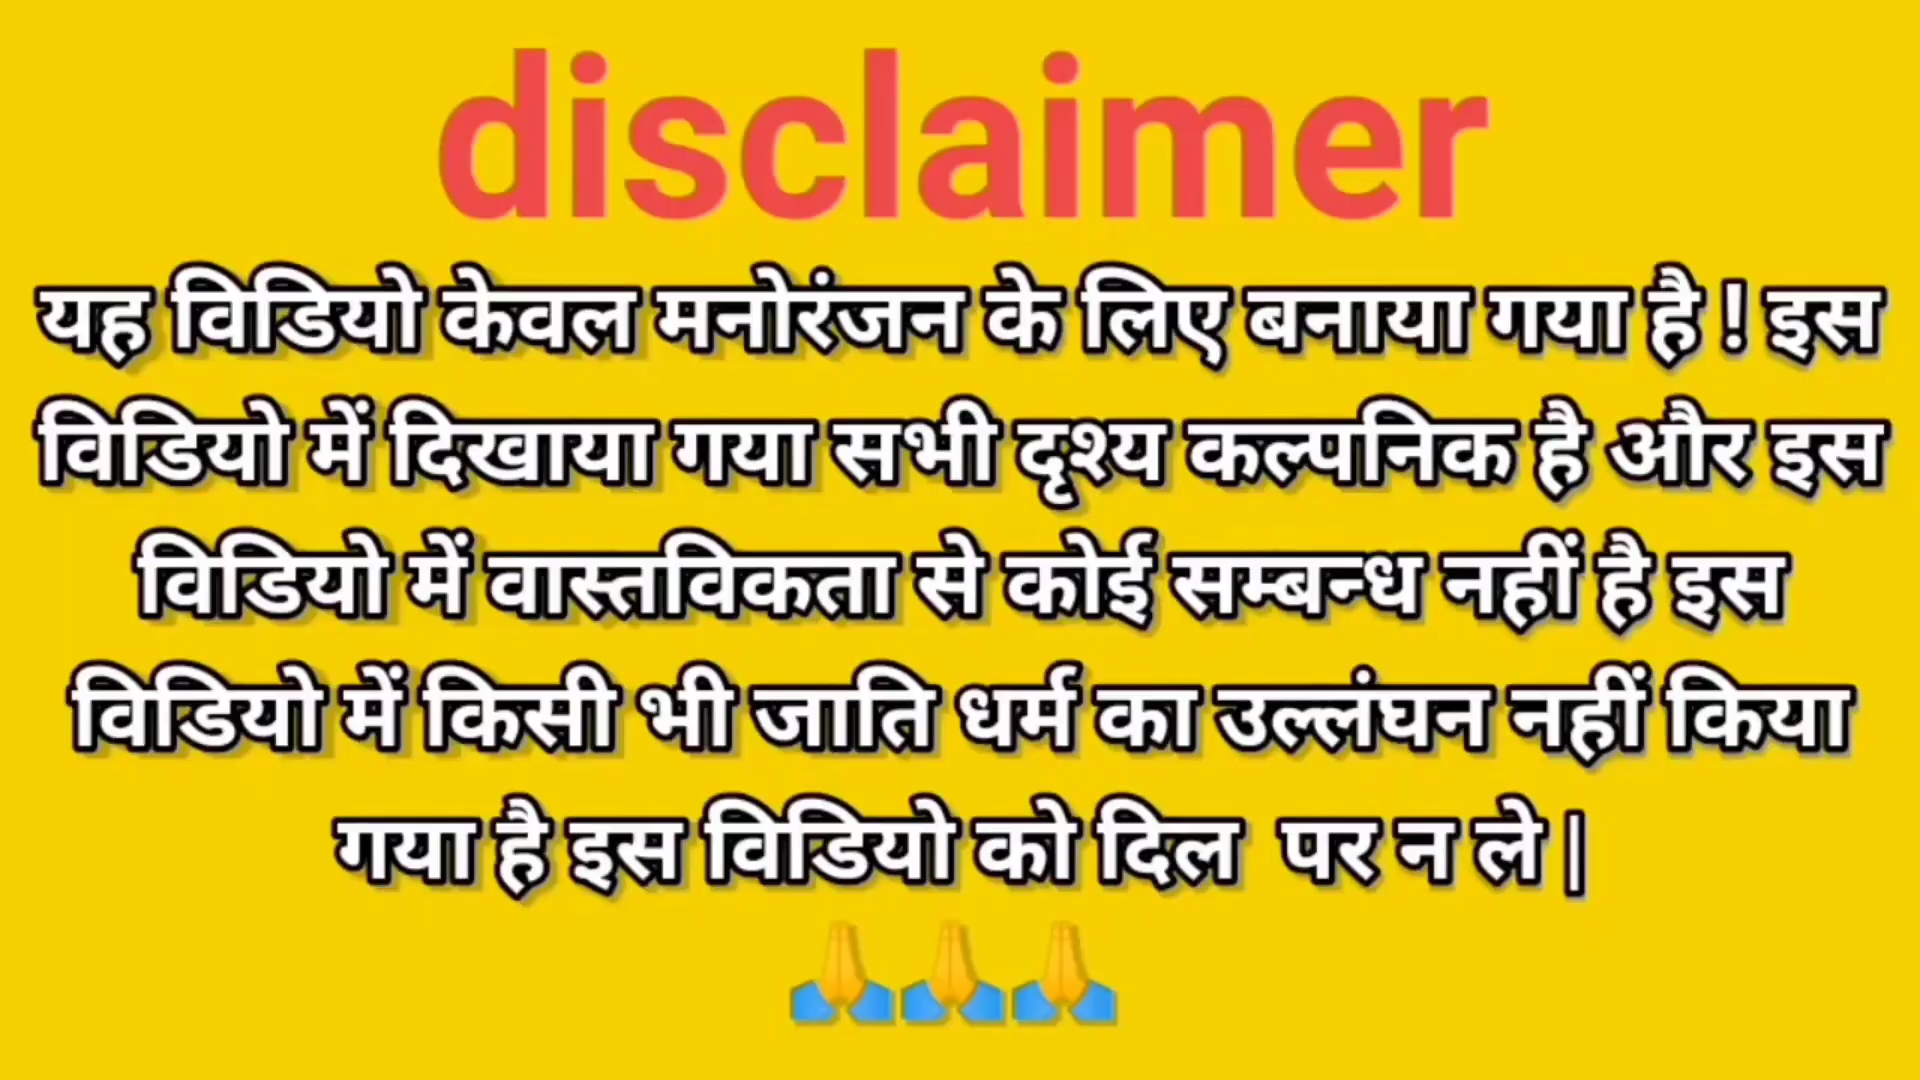 disclaimer
यह विडियो केवल मनोरंजन के लिए बनाया गया है ! इस
विडियो में दिखाया गया सभी दृश्य कल्पनिक है और इस
विडियो में वास्तविकता से कोई सम्बन्ध नहीं है इस
विडियो में किसी भी जाति धर्म का उल्लंघन नहीं किया
गया है इस विडियो को दिल पर न ले |
🙏🙏🙏